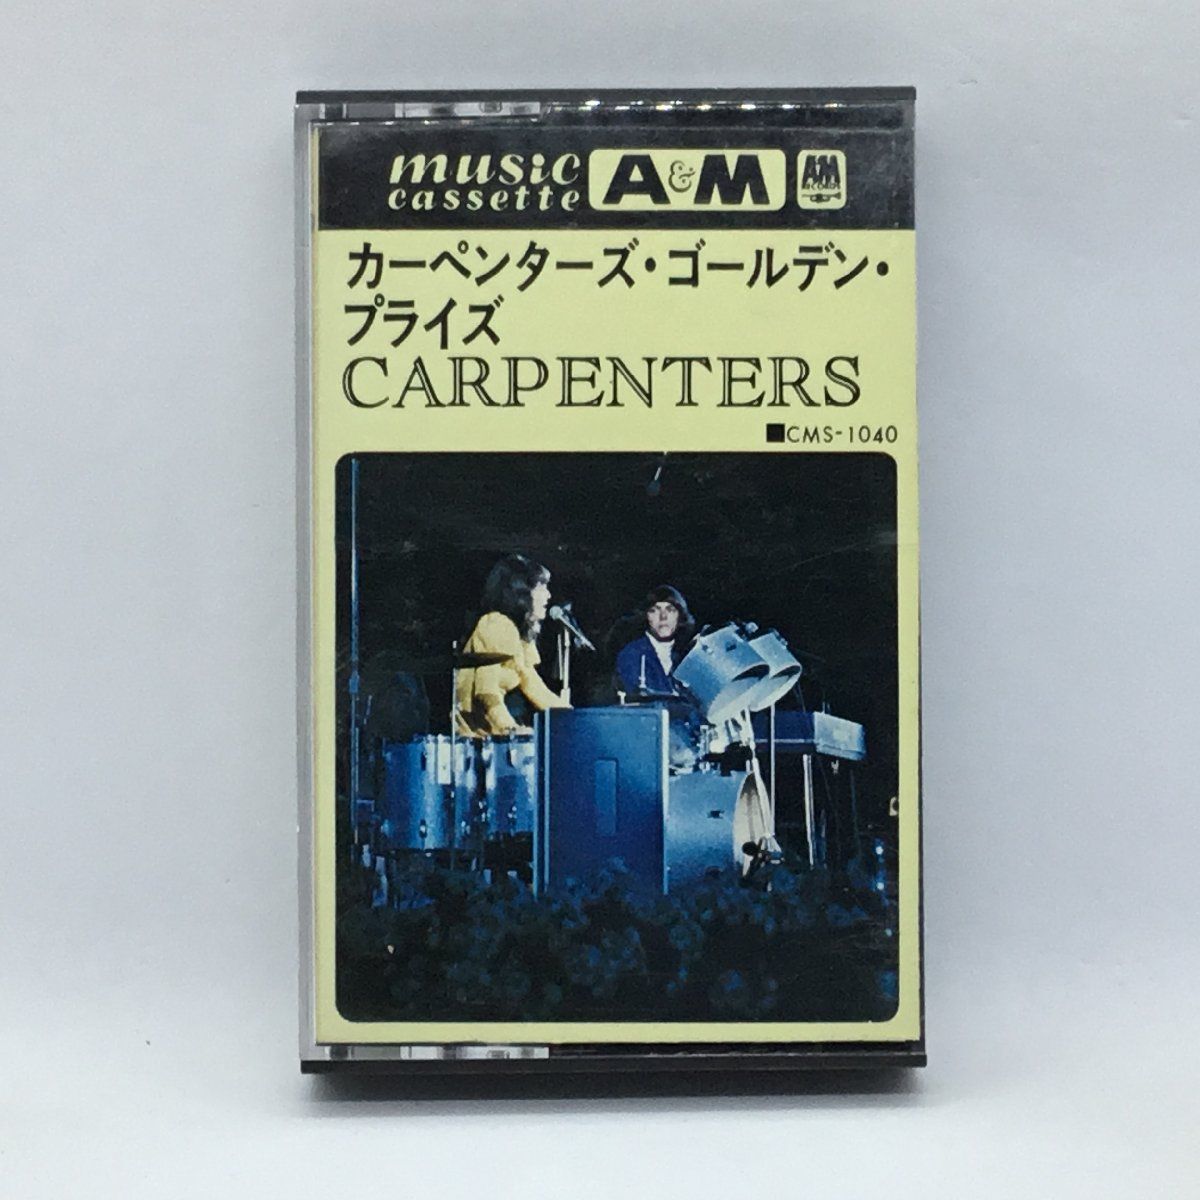 music
cassette
A&M
A&M
RECORDS
カーペンターズ・ゴールデン・
プライズ
CARPENTERS
■CMS-1040